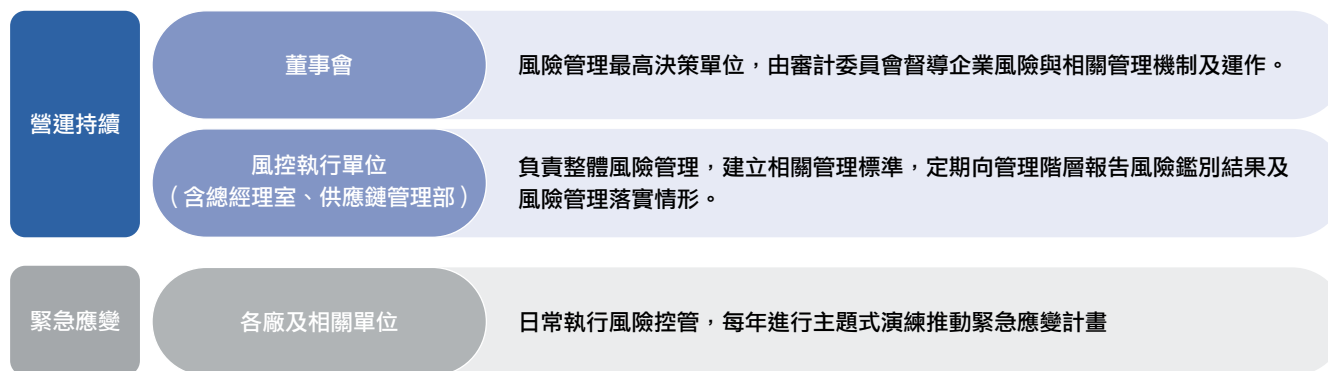 營運持續
董事會
風險管理最高決策單位，由審計委員會督導企業風險與相關管理機制及運作。
風控執行單位
（含總經理室、供應鏈管理部）
負責整體風險管理，建立相關管理標準，定期向管理階層報告風險鑑別結果及
風險管理落實情形。
緊急應變
各廠及相關單位
日常執行風險控管，每年進行主題式演練推動緊急應變計畫